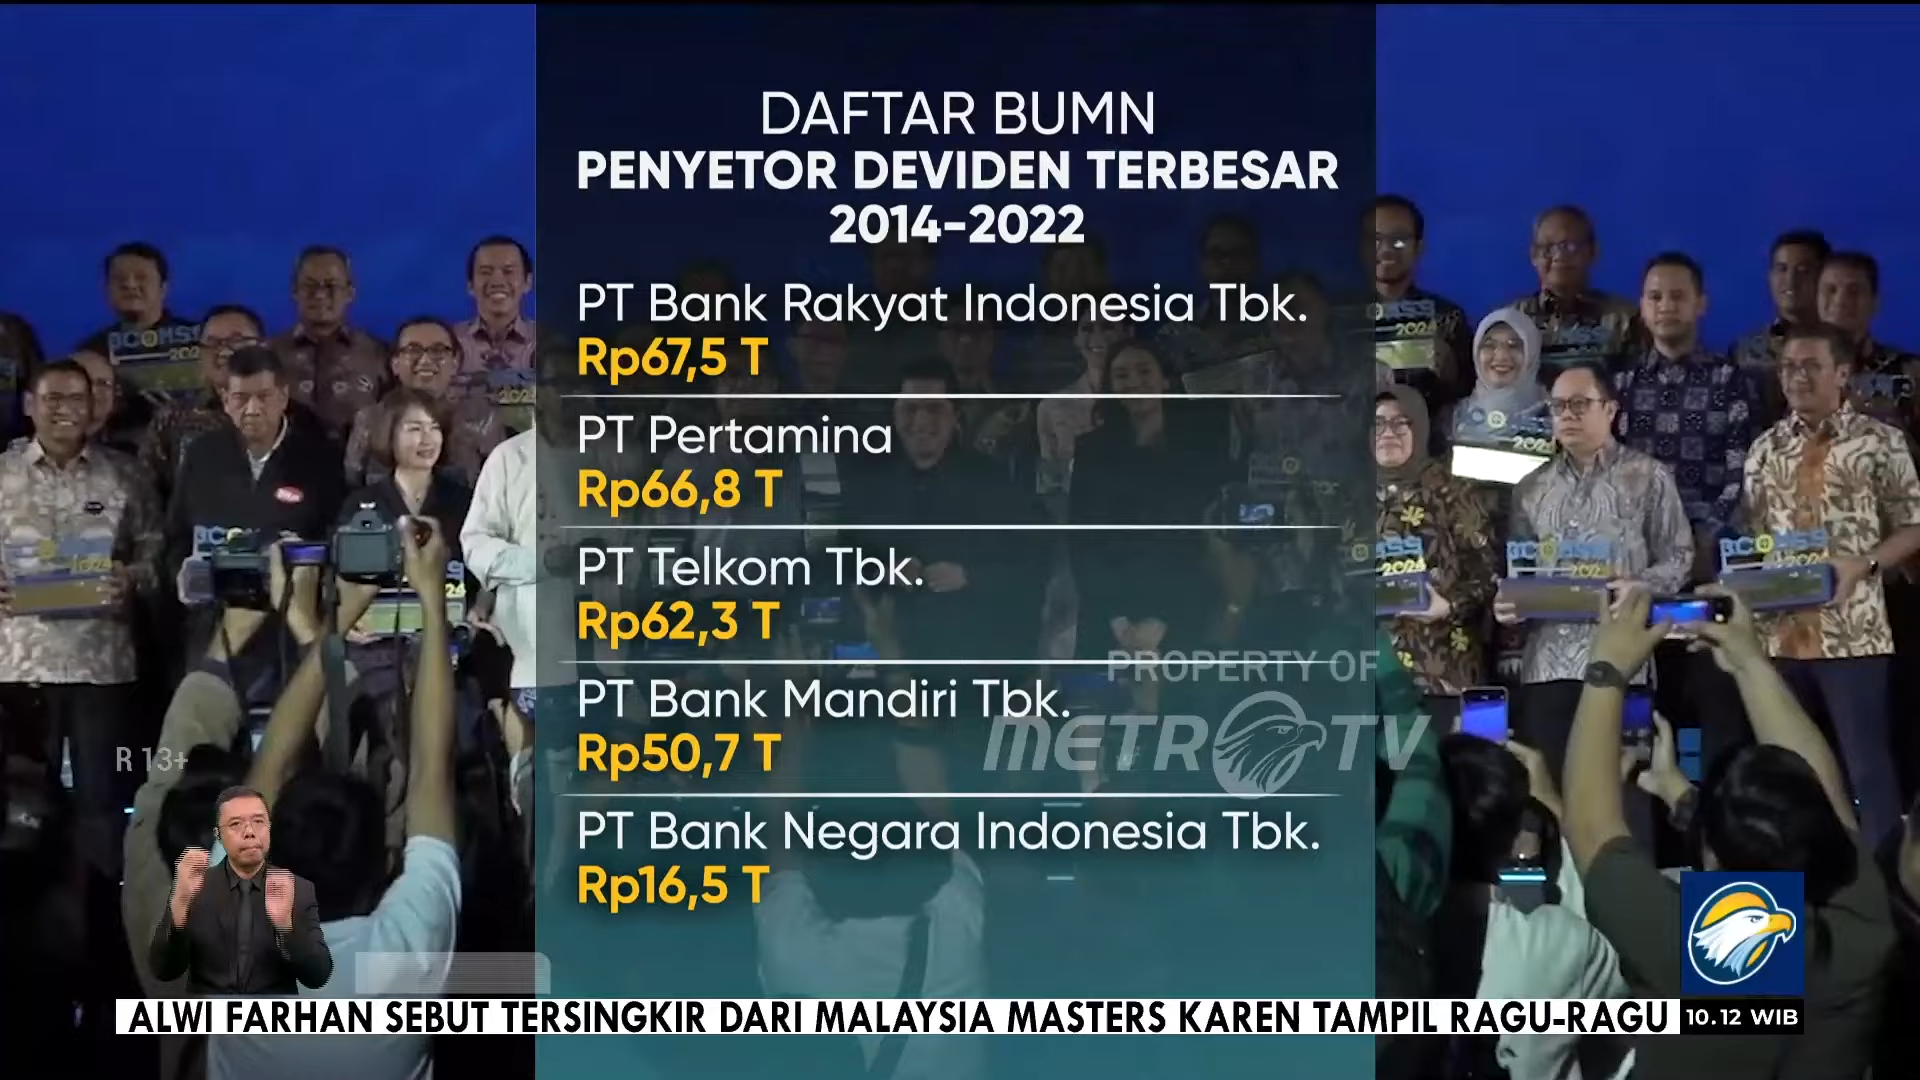 DAFTAR BUMN
PENYETOR DEVIDEN TERBESAR
2014-2022
PT Bank Rakyat Indonesia Tbk.
Rp67,5 T
PT Pertamina
Rp66,8 T
PT Telkom Tbk.
Rp62,3 T
PT Bank Mandiri Tbk.
Rp50,7 T
PT Bank Negara Indonesia Tbk.
Rp16,5 T
PROPERTY OF
METRO TV
R 13+
BCOMSS
2024
ALWI FARHAN SEBUT TERSINGKIR DARI MALAYSIA MASTERS KAREN TAMPIL RAGU-RAGU
10.12 WIB